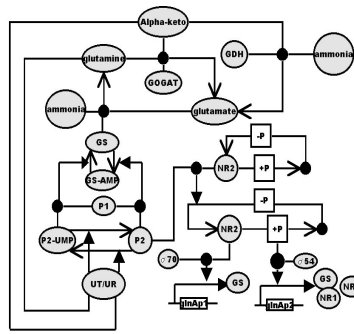 Alpha-keto
glutamine
GDH
ammonia
GOGAT
ammonia
glutamate
GS
-P
GS-AMP
NR2
+P
P1
-P
P2-UMP
P2
NR2
+P
σ70
σ54
UT/UR
GS
GS
NR
NR1
glnAp1
glnAp2